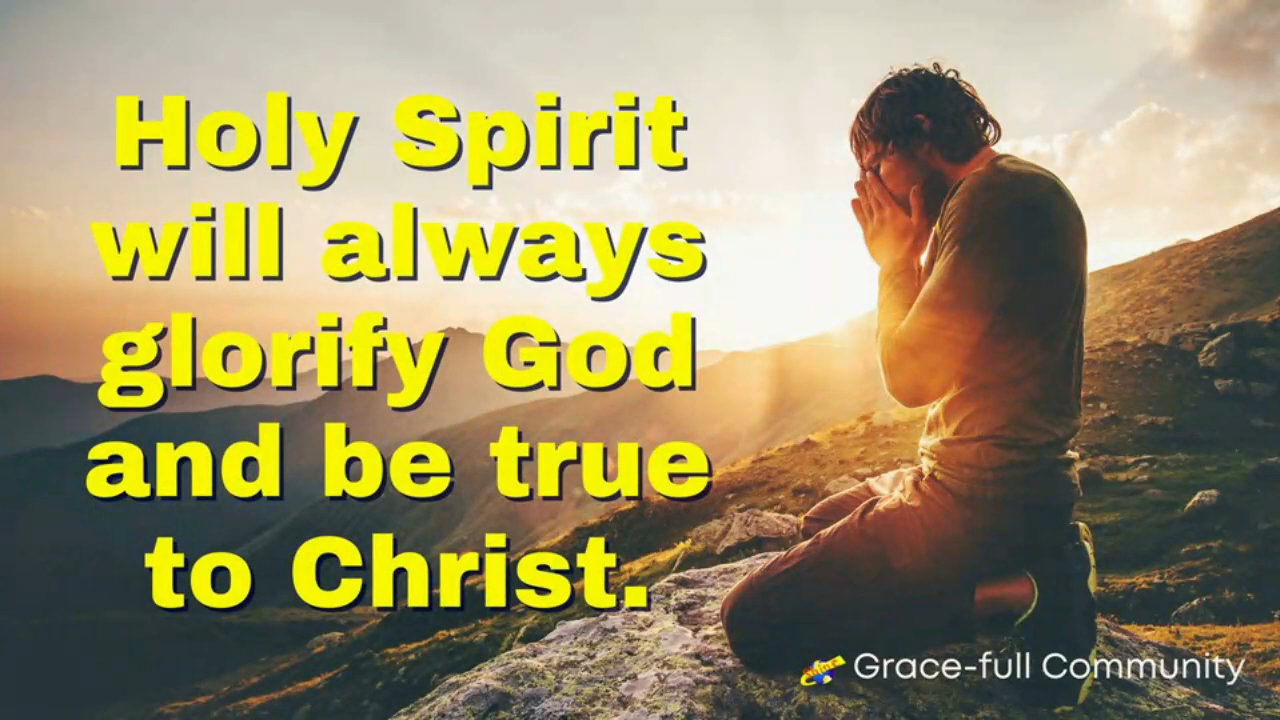 Holy Spirit
will always
glorify God
and be true
to Christ.
Grace-full Community